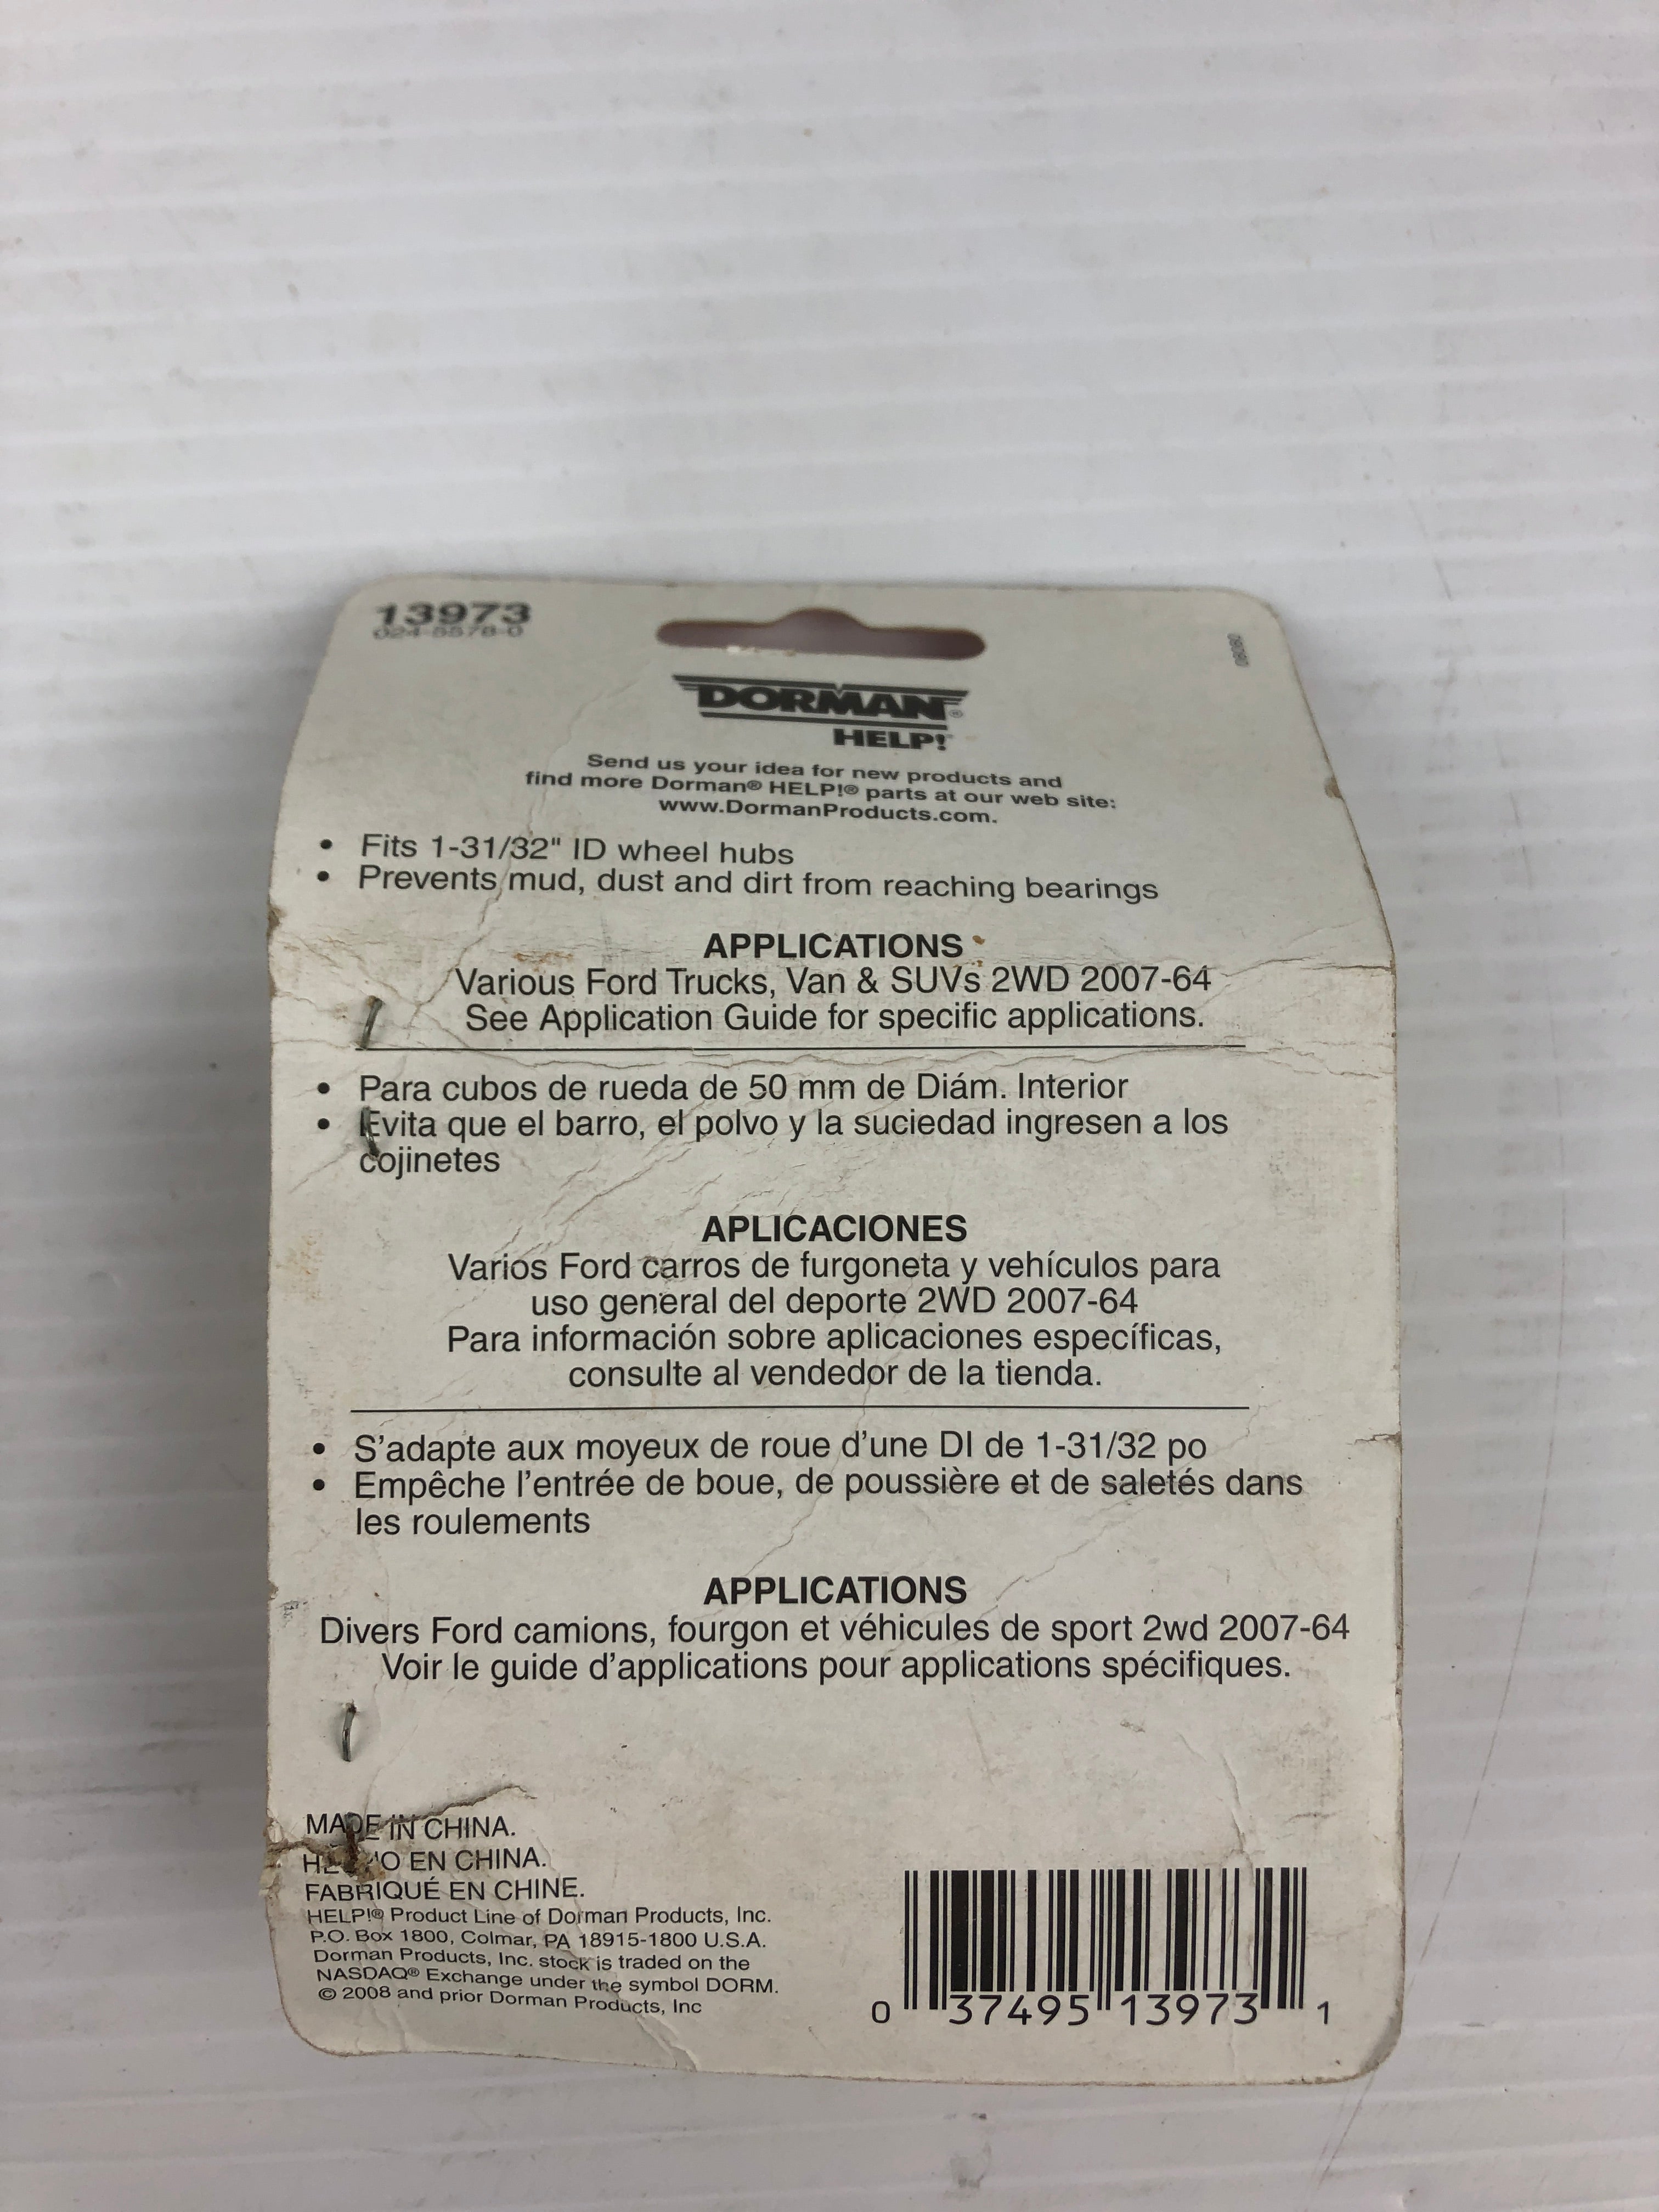 13973
024-5578-0
08080
DORMAN®
HELP!
Send us your idea for new products and
find more Dorman® HELP!® parts at our web site:
www.DormanProducts.com.
• Fits 1-31/32" ID wheel hubs
• Prevents mud, dust and dirt from reaching bearings
APPLICATIONS
Various Ford Trucks, Van & SUVs 2WD 2007-64
See Application Guide for specific applications.
• Para cubos de rueda de 50 mm de Diám. Interior
• Evita que el barro, el polvo y la suciedad ingresen a los
cojinetes
APLICACIONES
Varios Ford carros de furgoneta y vehículos para
uso general del deporte 2WD 2007-64
Para información sobre aplicaciones específicas,
consulte al vendedor de la tienda.
• S'adapte aux moyeux de roue d'une DI de 1-31/32 po
• Empêche l'entrée de boue, de poussière et de saletés dans
les roulements
APPLICATIONS
Divers Ford camions, fourgon et véhicules de sport 2wd 2007-64
Voir le guide d'applications pour applications spécifiques.
MADE IN CHINA.
HECHO EN CHINA.
FABRIQUÉ EN CHINE.
HELP!® Product Line of Dorman Products, Inc.
P.O. Box 1800, Colmar, PA 18915-1800 U.S.A.
Dorman Products, Inc. stock is traded on the
NASDAQ® Exchange under the symbol DORM.
© 2008 and prior Dorman Products, Inc
0 37495 13973 1